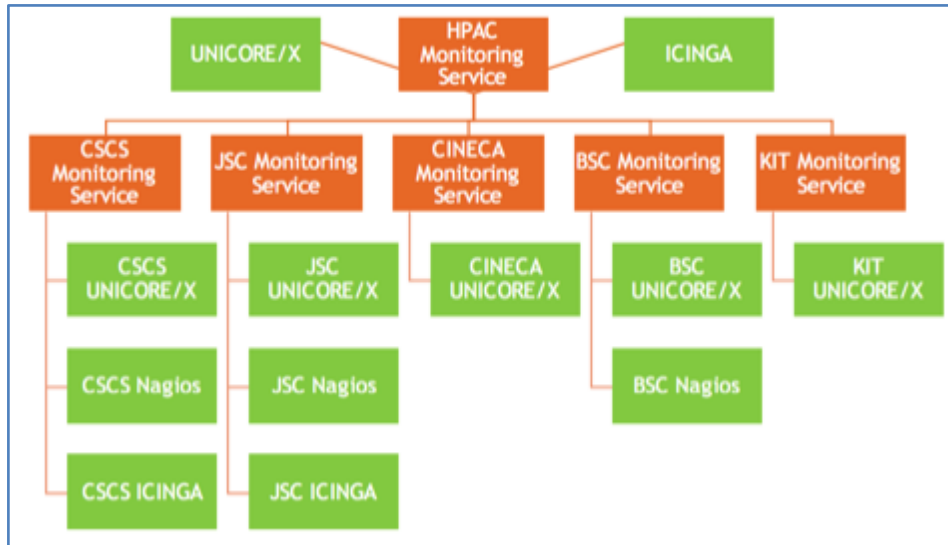 UNICORE/X
HPAC
Monitoring
Service
ICINGA
CSCS
Monitoring
Service
JSC Monitoring
Service
CINECA
Monitoring
Service
BSC Monitoring
Service
KIT Monitoring
Service
CSCS
UNICORE/X
JSC
UNICORE/X
CINECA
UNICORE/X
BSC
UNICORE/X
KIT
UNICORE/X
CSCS Nagios
JSC Nagios
BSC Nagios
CSCS ICINGA
JSC ICINGA